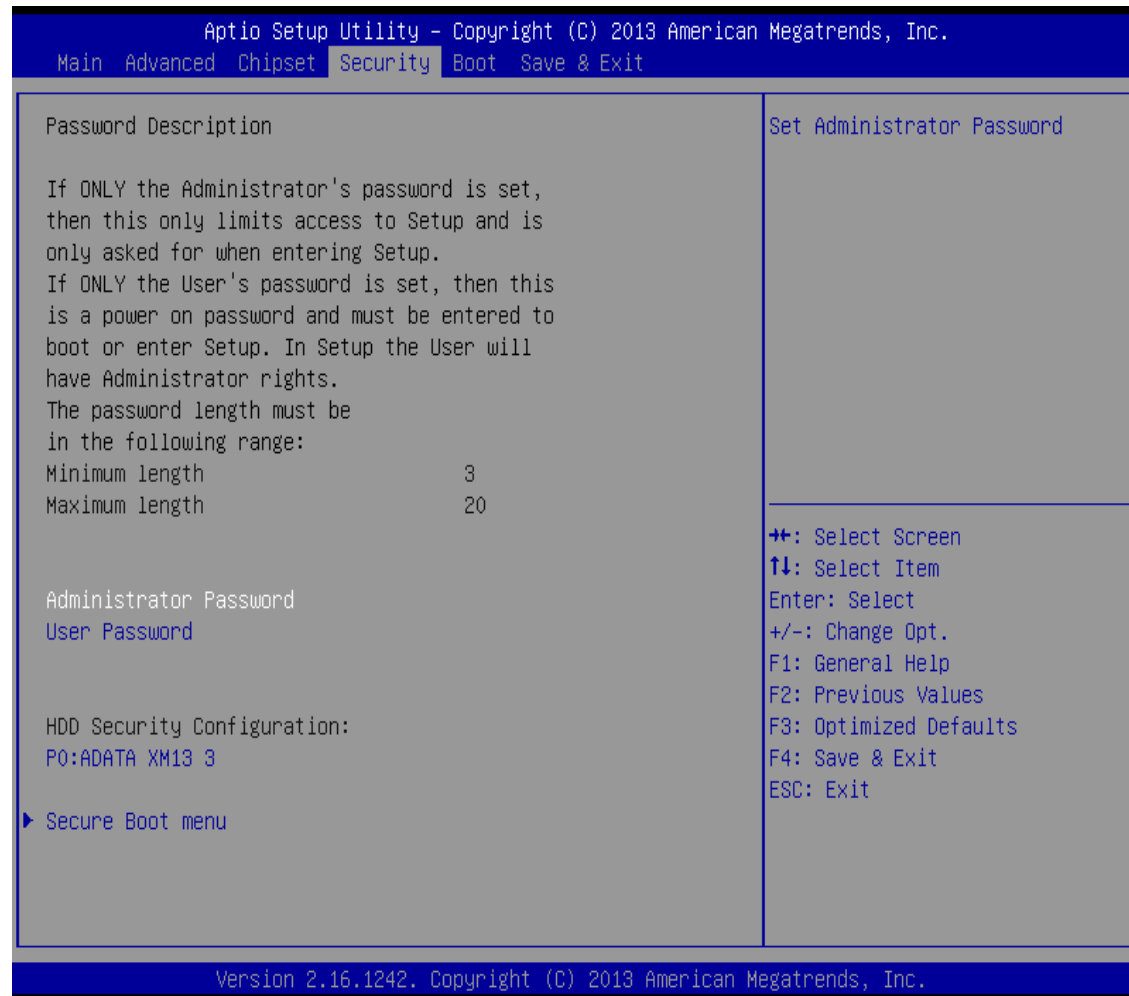 Aptio Setup Utility - Copyright (C) 2013 American Megatrends, Inc.
Main Advanced Chipset Security Boot Save & Exit
Password Description
If ONLY the Administrator's password is set,
then this only limits access to Setup and is
only asked for when entering Setup.
If ONLY the User's password is set, then this
is a power on password and must be entered to
boot or enter Setup. In Setup the User will
have Administrator rights.
The password length must be
in the following range:
Minimum length 3
Maximum length 20
Administrator Password
User Password
HDD Security Configuration:
P0:ADATA XM13 3
Secure Boot menu
Set Administrator Password
→←: Select Screen
↑↓: Select Item
Enter: Select
+/-: Change Opt.
F1: General Help
F2: Previous Values
F3: Optimized Defaults
F4: Save & Exit
ESC: Exit
Version 2.16.1242. Copyright (C) 2013 American Megatrends, Inc.